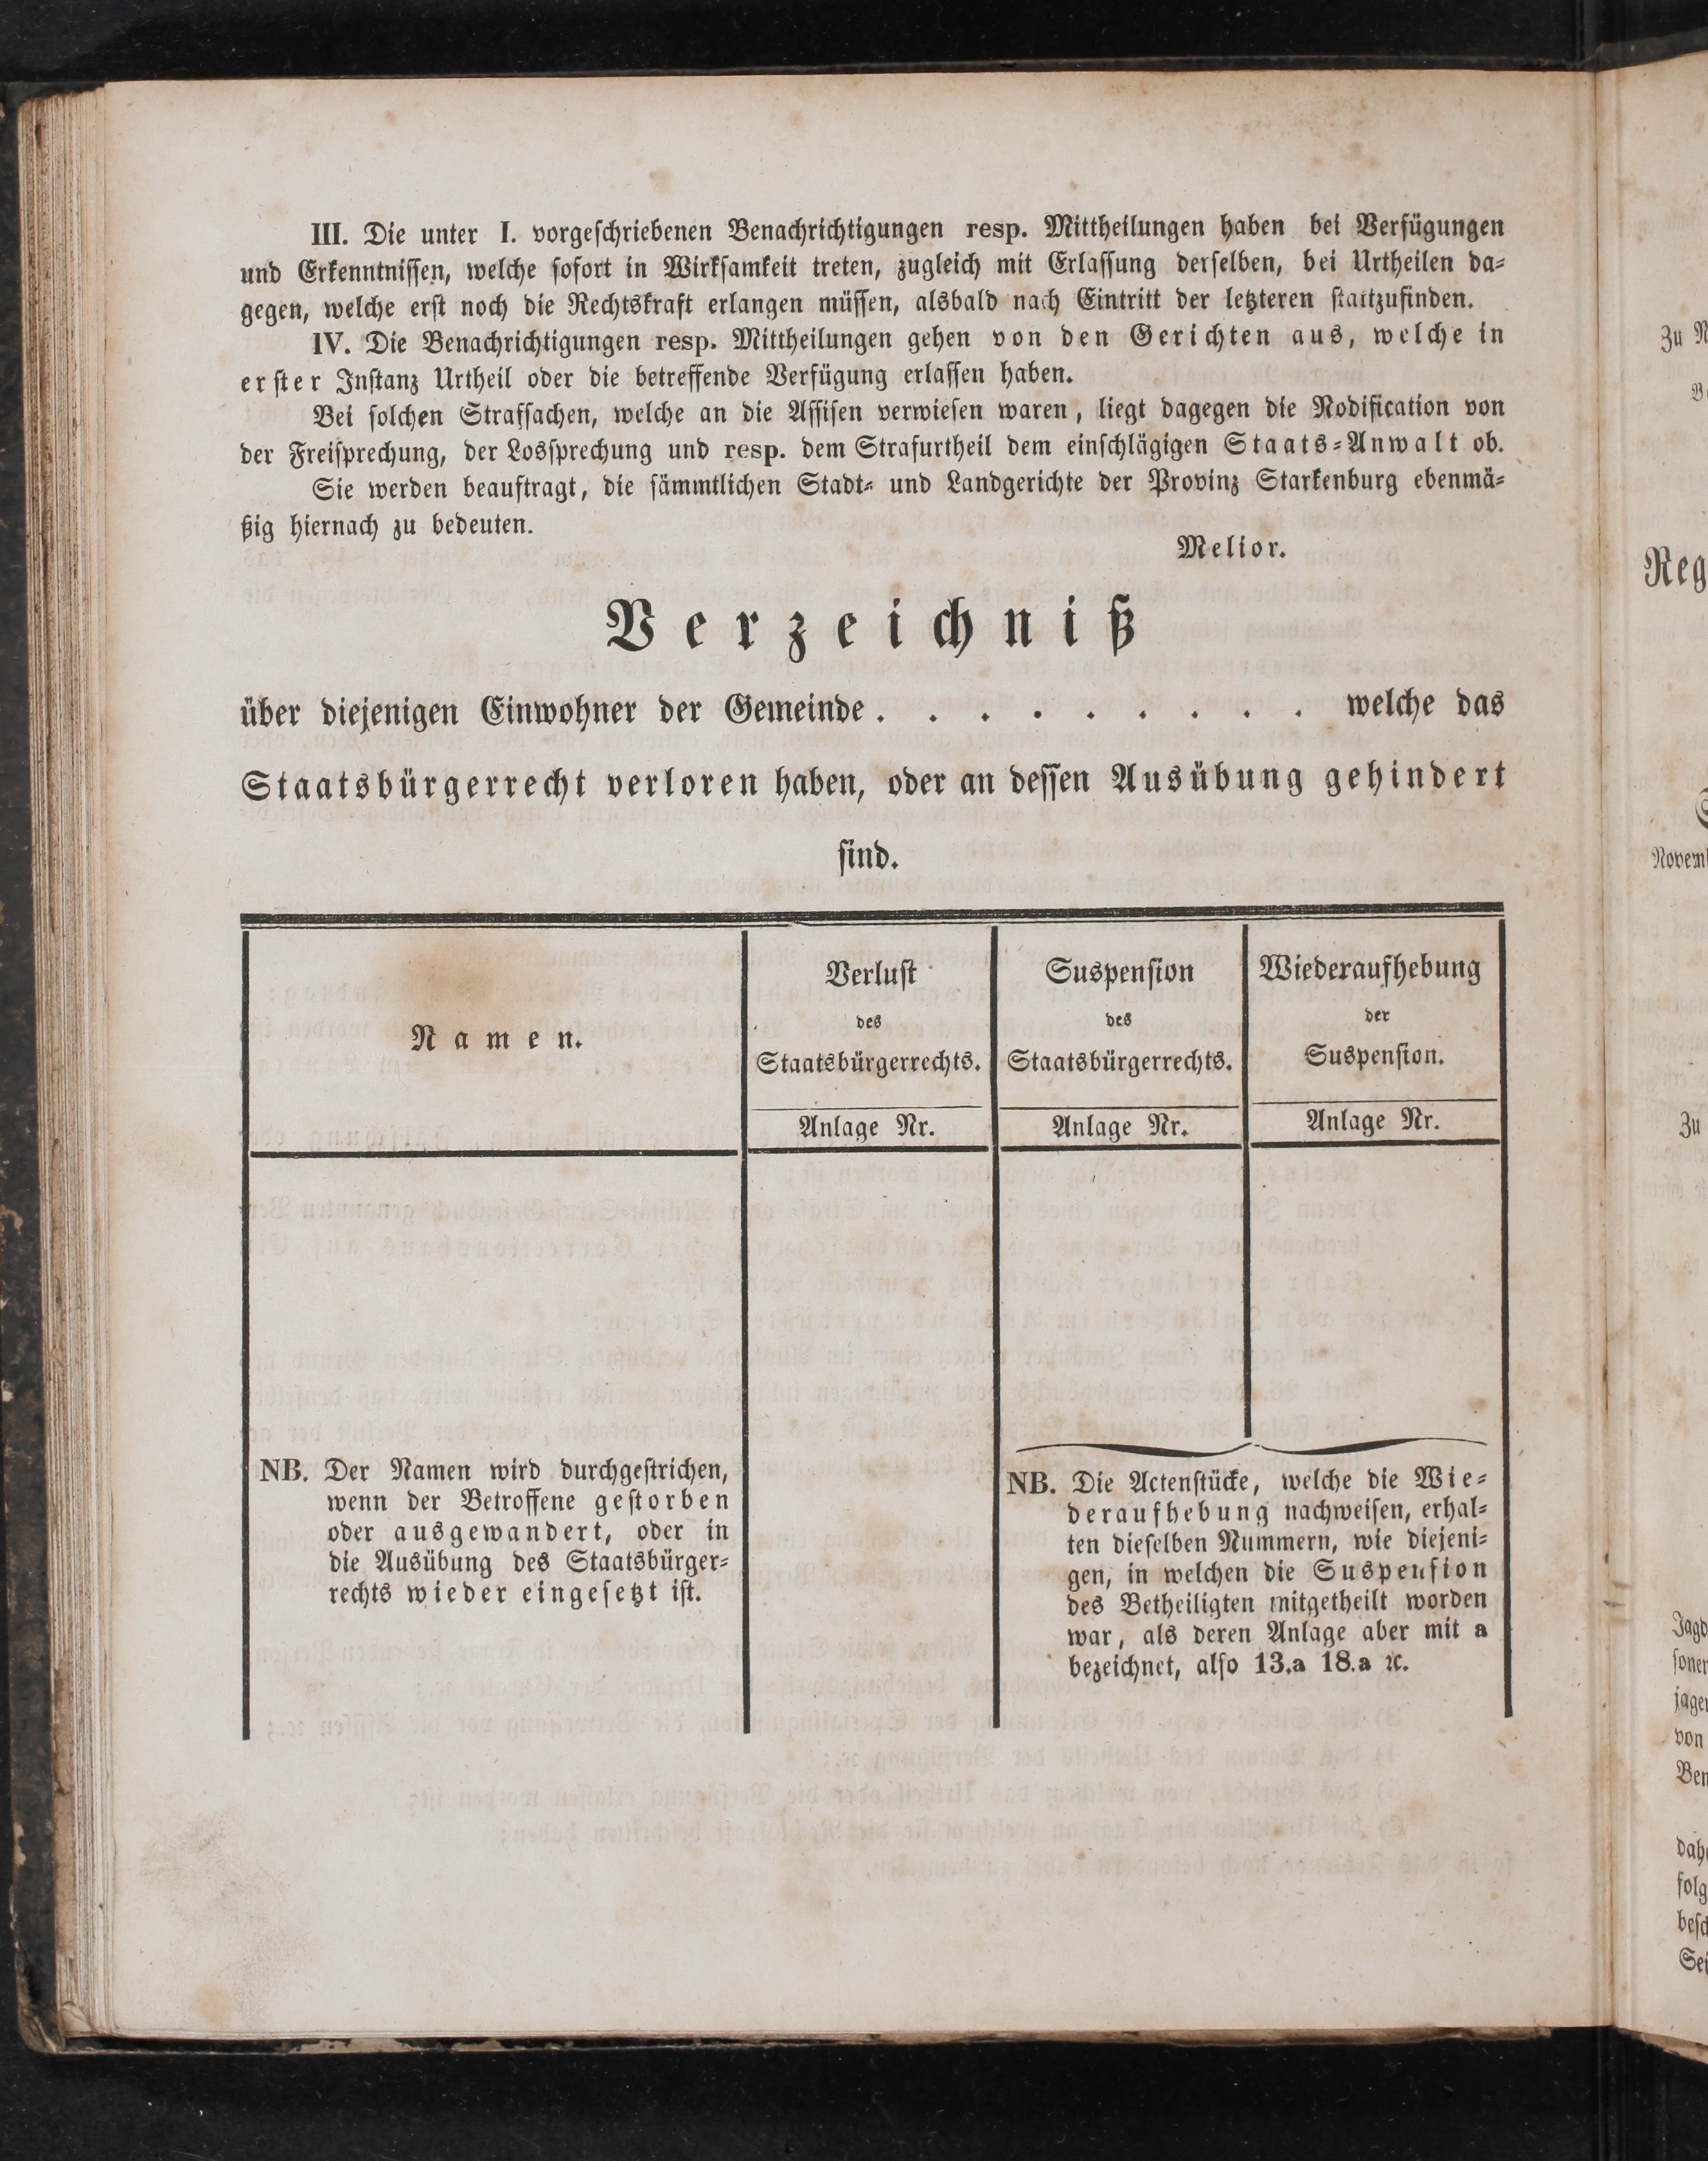 III. Die unter I. vorgeschriebenen Benachrichtigungen resp. Mittheilungen haben bei Verfügungen
und Erkenntnissen, welche sofort in Wirksamkeit treten, zugleich mit Erlassung derselben, bei Urtheilen da-
gegen, welche erst noch die Rechtskraft erlangen müssen, alsbald nach Eintritt der letzteren stattzufinden.
IV. Die Benachrichtigungen resp. Mittheilungen gehen von den Gerichten aus, welche in
erster Instanz Urtheil oder die betreffende Verfügung erlassen haben.
Bei solchen Strafsachen, welche an die Assisen verwiesen waren, liegt dagegen die Nodification von
der Freisprechung, der Lossprechung und resp. dem Strafurtheil dem einschlägigen Staats-Anwalt ob.
Sie werden beauftragt, die sämmtlichen Stadt- und Landgerichte der Provinz Starkenburg ebenmä-
ßig hiernach zu bedeuten.
Melior.
Verzeichniß
über diejenigen Einwohner der Gemeinde . . . . . . . . . welche das
Staatsbürgerrecht verloren haben, oder an dessen Ausübung gehindert
sind.
Namen.
Verlust
des
Staatsbürgerrechts.
Anlage Nr.
Suspension
des
Staatsbürgerrechts.
Anlage Nr.
Wiederaufhebung
der
Suspension.
Anlage Nr.
NB. Der Namen wird durchgestrichen,
wenn der Betroffene gestorben
oder ausgewandert, oder in
die Ausübung des Staatsbürger-
rechts wieder eingesetzt ist.
NB. Die Actenstücke, welche die Wie-
deraufhebung nachweisen, erhal-
ten dieselben Nummern, wie diejeni-
gen, in welchen die Suspension
des Betheiligten mitgetheilt worden
war, als deren Anlage aber mit a
bezeichnet, also 13.a 18.a ꝛc.
Zu
Reg
Novem
Zu
Jagd
von